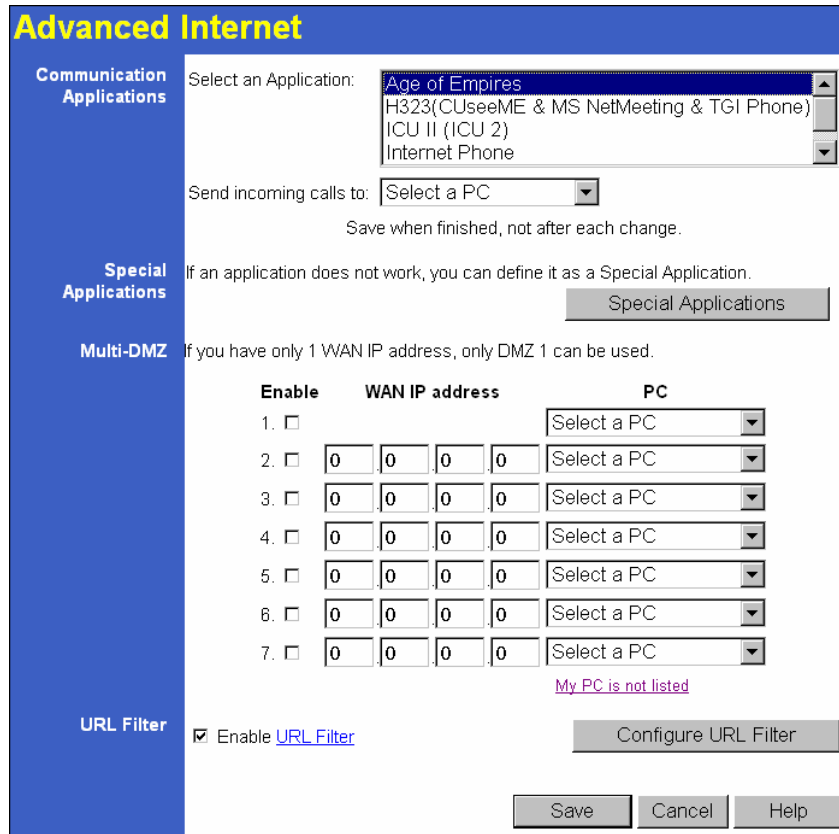 Advanced Internet
Communication Applications
Select an Application:
Age of Empires
H323(CUseeME & MS NetMeeting & TGI Phone)
ICU II (ICU 2)
Internet Phone
Send incoming calls to: Select a PC
Save when finished, not after each change.
Special Applications
If an application does not work, you can define it as a Special Application.
Special Applications
Multi-DMZ
If you have only 1 WAN IP address, only DMZ 1 can be used.
Enable WAN IP address PC
1. Select a PC
2. 0 .0 .0 .0 Select a PC
3. 0 .0 .0 .0 Select a PC
4. 0 .0 .0 .0 Select a PC
5. 0 .0 .0 .0 Select a PC
6. 0 .0 .0 .0 Select a PC
7. 0 .0 .0 .0 Select a PC
My PC is not listed
URL Filter
Enable URL Filter
Configure URL Filter
Save Cancel Help